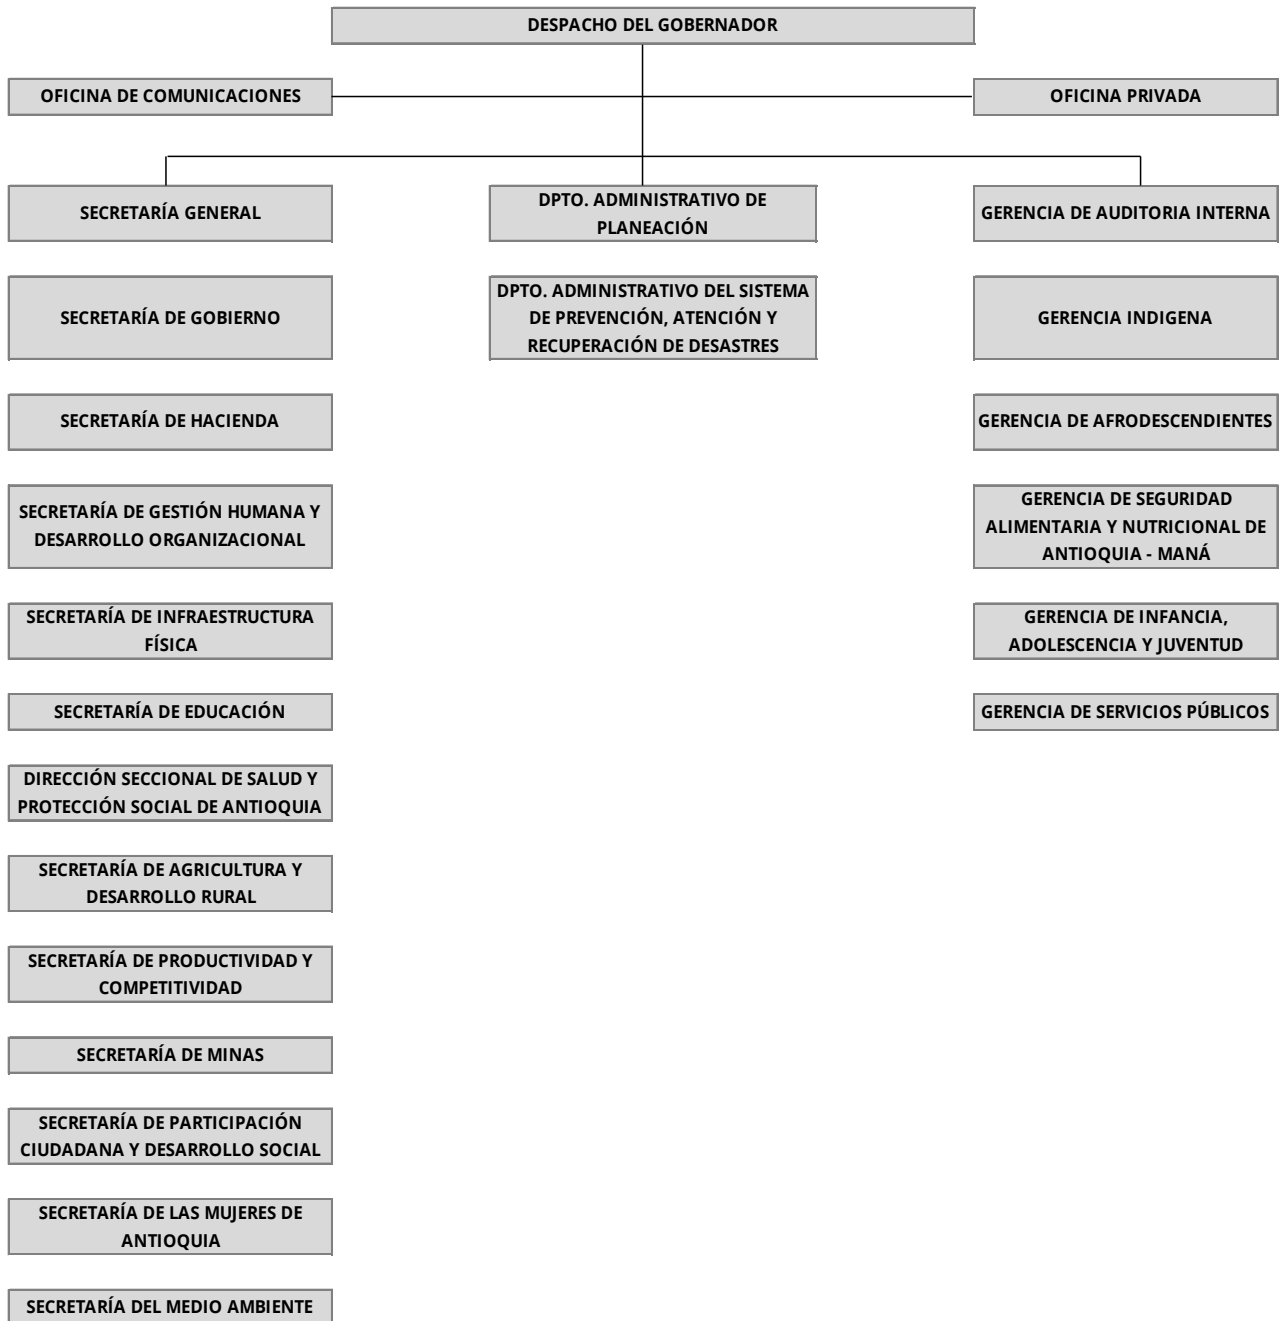 DESPACHO DEL GOBERNADOR
OFICINA DE COMUNICACIONES
OFICINA PRIVADA
SECRETARÍA GENERAL
DPTO. ADMINISTRATIVO DE
PLANEACIÓN
GERENCIA DE AUDITORIA INTERNA
SECRETARÍA DE GOBIERNO
DPTO. ADMINISTRATIVO DEL SISTEMA
DE PREVENCIÓN, ATENCIÓN Y
RECUPERACIÓN DE DESASTRES
GERENCIA INDIGENA
SECRETARÍA DE HACIENDA
GERENCIA DE AFRODESCENDIENTES
SECRETARÍA DE GESTIÓN HUMANA Y
DESARROLLO ORGANIZACIONAL
GERENCIA DE SEGURIDAD
ALIMENTARIA Y NUTRICIONAL DE
ANTIOQUIA - MANÁ
SECRETARÍA DE INFRAESTRUCTURA
FÍSICA
GERENCIA DE INFANCIA,
ADOLESCENCIA Y JUVENTUD
SECRETARÍA DE EDUCACIÓN
GERENCIA DE SERVICIOS PÚBLICOS
DIRECCIÓN SECCIONAL DE SALUD Y
PROTECCIÓN SOCIAL DE ANTIOQUIA
SECRETARÍA DE AGRICULTURA Y
DESARROLLO RURAL
SECRETARÍA DE PRODUCTIVIDAD Y
COMPETITIVIDAD
SECRETARÍA DE MINAS
SECRETARÍA DE PARTICIPACIÓN
CIUDADANA Y DESARROLLO SOCIAL
SECRETARÍA DE LAS MUJERES DE
ANTIOQUIA
SECRETARÍA DEL MEDIO AMBIENTE